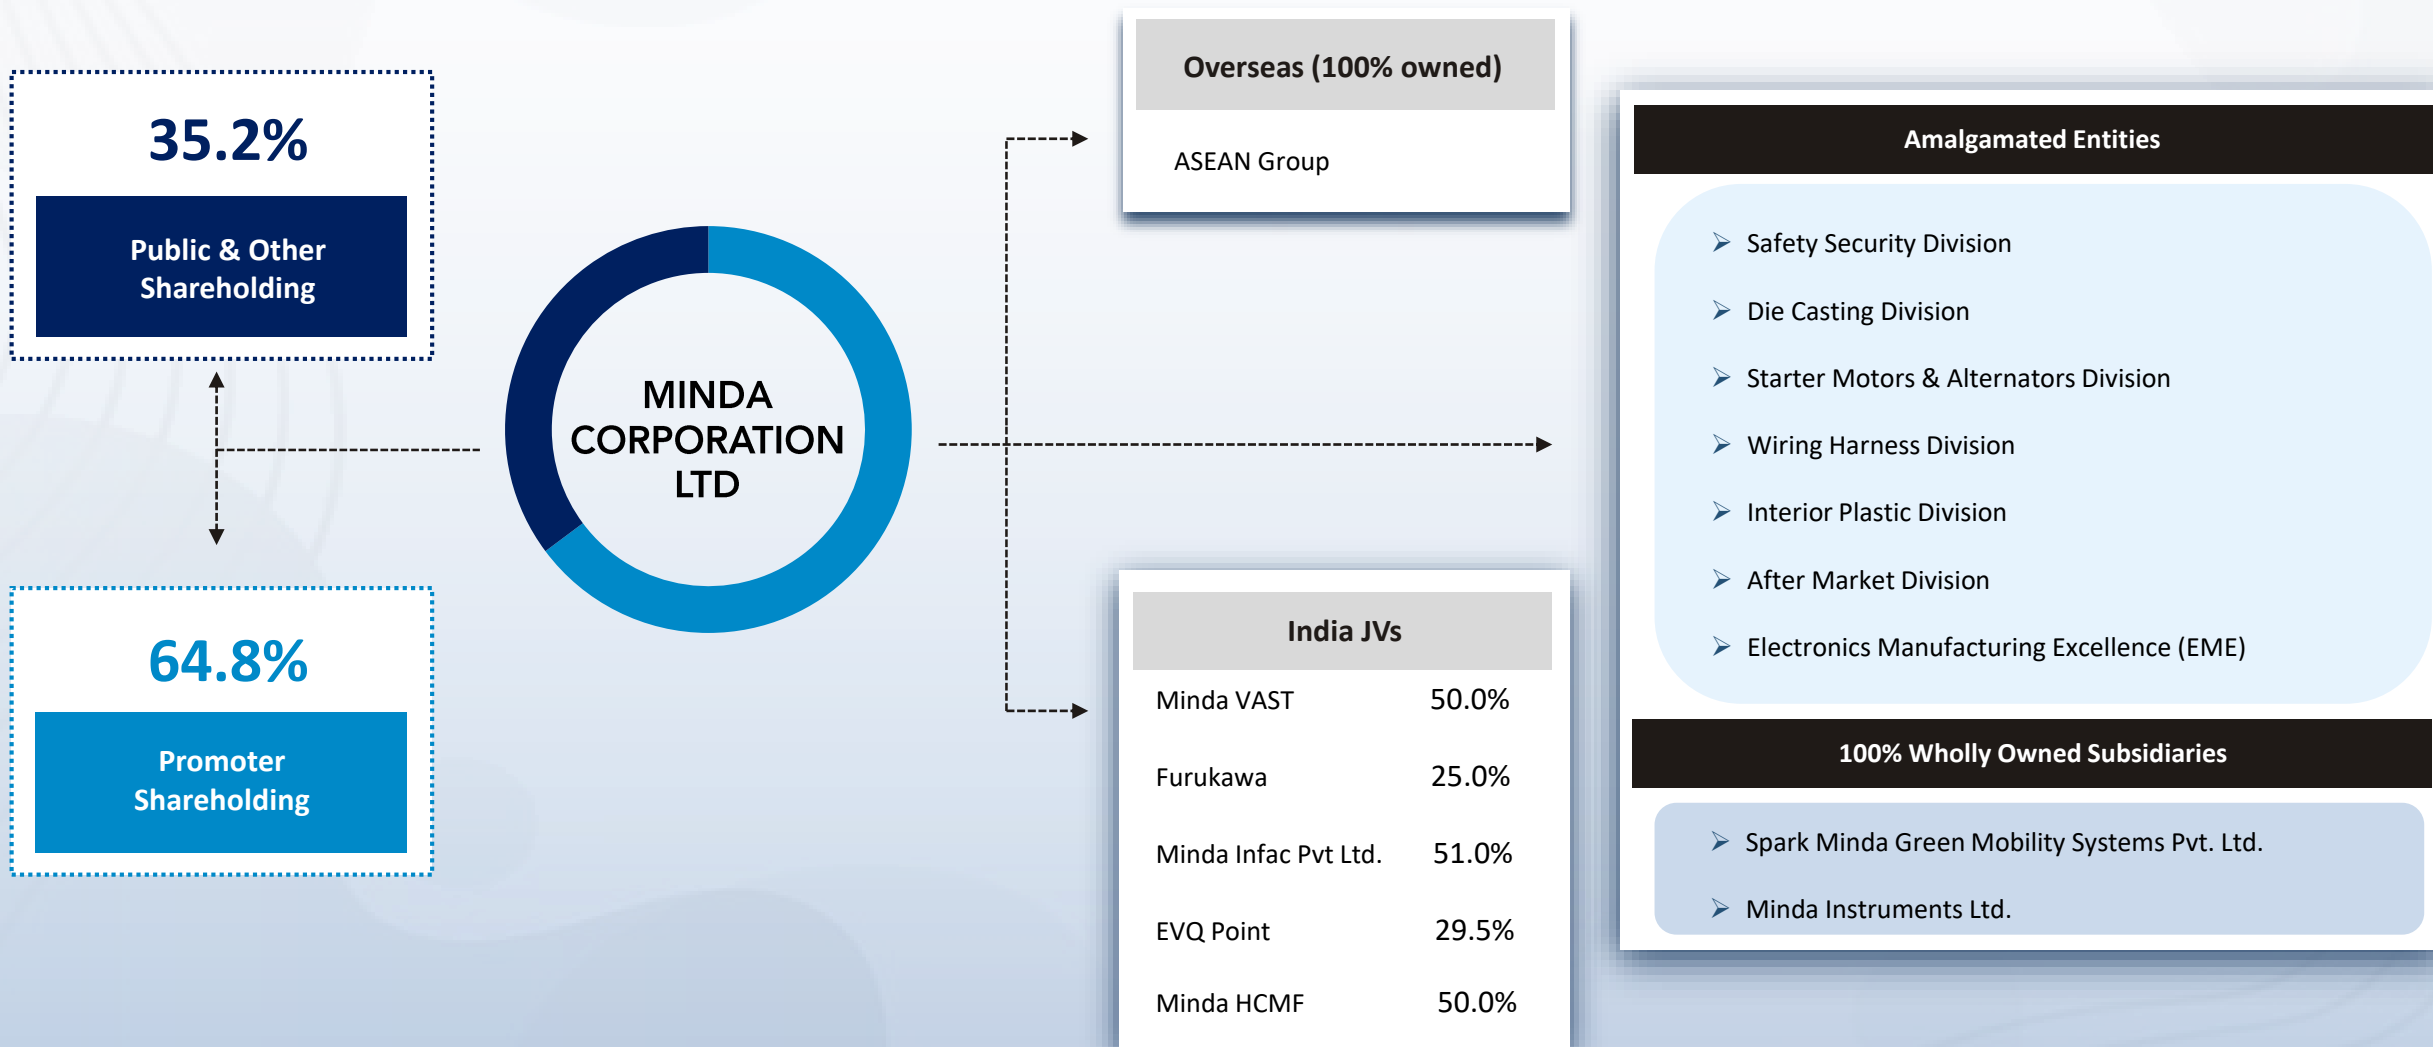 35.2%
Public & Other
Shareholding
64.8%
Promoter
Shareholding
MINDA
CORPORATION
LTD
Overseas (100% owned)
ASEAN Group
India JVs
Minda VAST 50.0%
Furukawa 25.0%
Minda Infac Pvt Ltd. 51.0%
EVQ Point 29.5%
Minda HCMF 50.0%
Amalgamated Entities
Safety Security Division
Die Casting Division
Starter Motors & Alternators Division
Wiring Harness Division
Interior Plastic Division
After Market Division
Electronics Manufacturing Excellence (EME)
100% Wholly Owned Subsidiaries
Spark Minda Green Mobility Systems Pvt. Ltd.
Minda Instruments Ltd.